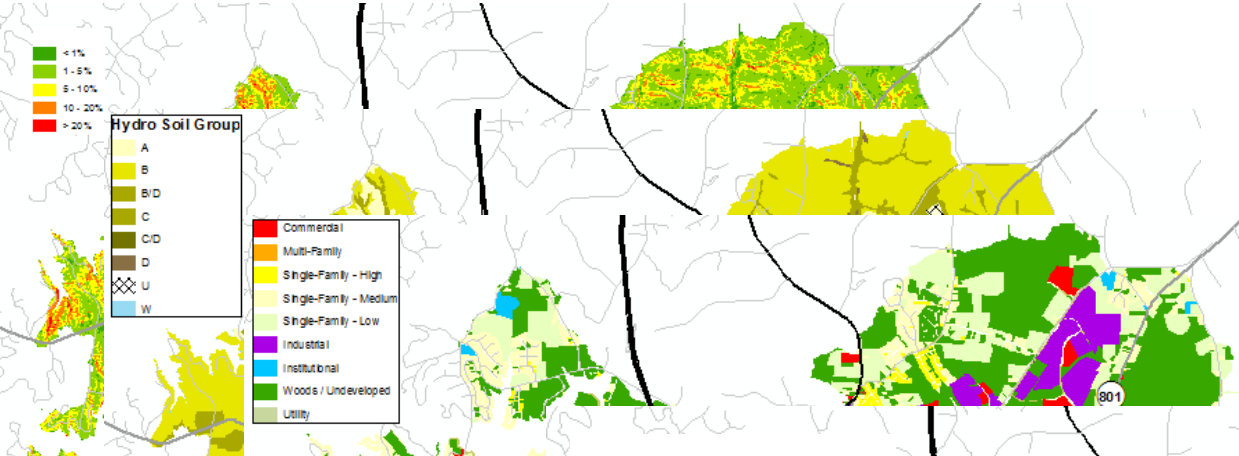 < 1%
1 - 5%
5 - 10%
10 - 20%
> 20%
Hydro Soil Group
A
B
B/D
C
C/D
D
U
W
Commercial
Multi-Family
Single-Family - High
Single-Family - Medium
Single-Family - Low
Industrial
Institutional
Woods / Undeveloped
Utility
801